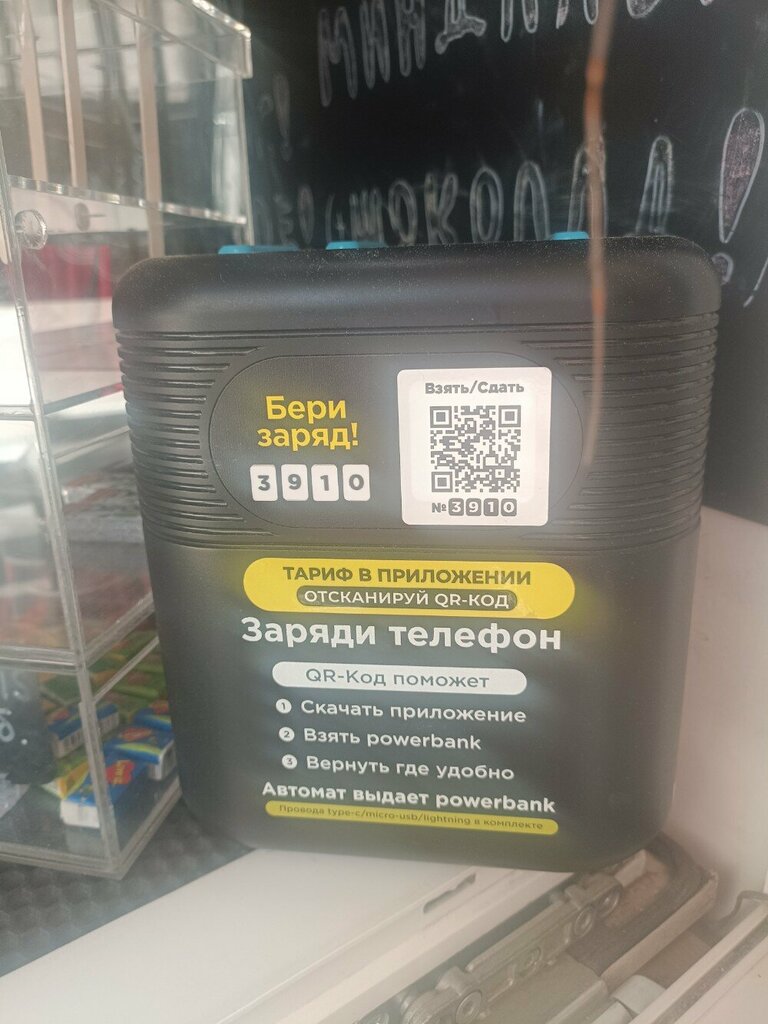 ШОКОЛАД
Бери
заряд!
3910
Взять/Сдать
№3910
ТАРИФ В ПРИЛОЖЕНИИ
ОТСКАНИРУЙ QR-КОД
Заряди телефон
QR-Код поможет
1 Скачать приложение
2 Взять powerbank
3 Вернуть где удобно
Автомат выдает powerbank
Провода type-c/micro-usb/lightning в комплекте